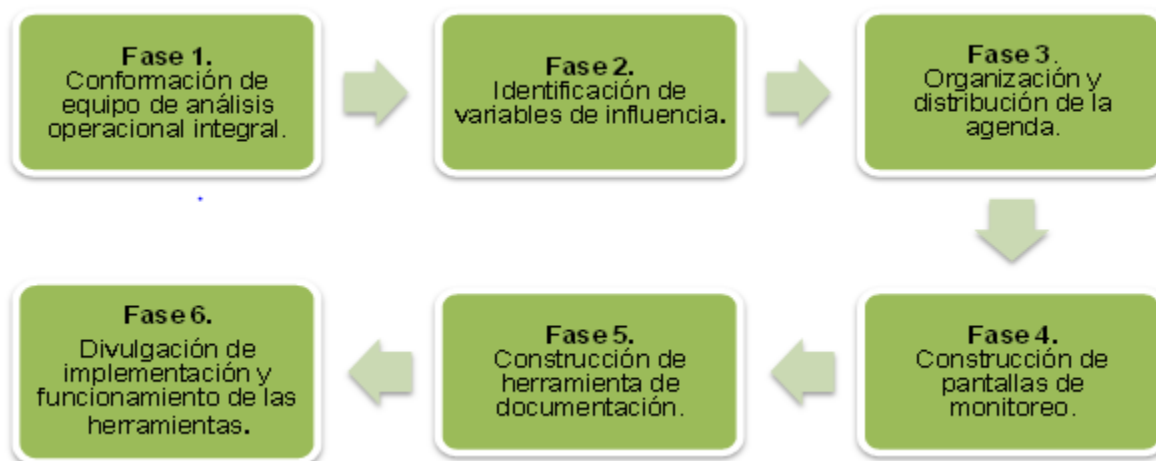 Fase 1.
Conformación de
equipo de análisis
operacional integral.
Fase 2.
Identificación de
variables de influencia.
Fase 3.
Organización y
distribución de la
agenda.
Fase 4.
Construcción de
pantallas de
monitoreo.
Fase 5.
Construcción de
herramienta de
documentación.
Fase 6.
Divulgación de
implementación y
funcionamiento de las
herramientas.